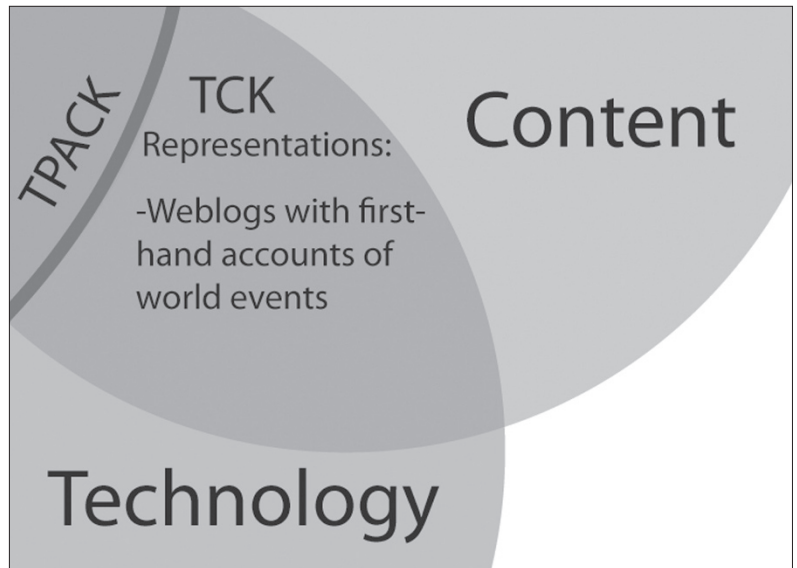 TPACK
TCK
Representations:
-Weblogs with first-
hand accounts of
world events
Content
Technology